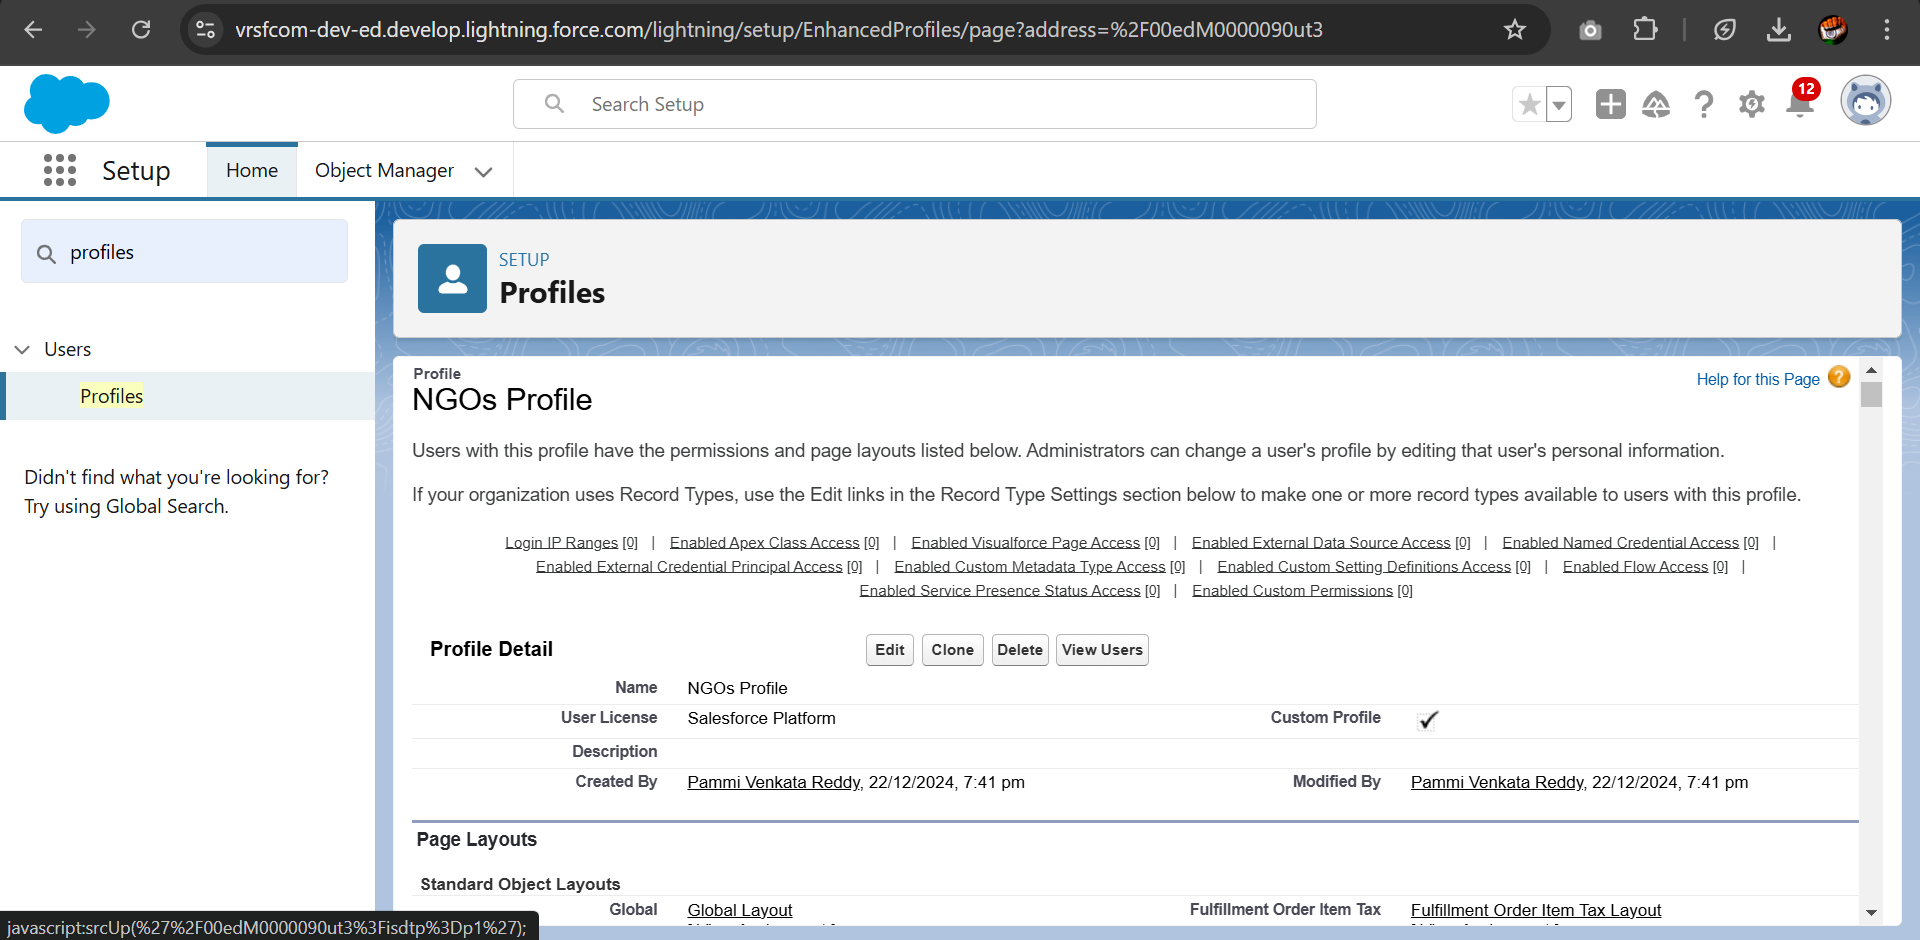 vrsfcom-dev-ed.develop.lightning.force.com/lightning/setup/EnhancedProfiles/page?address=%2F00edM0000090ut3
Search Setup
12
Setup
Home
Object Manager
profiles
Users
Profiles
Didn't find what you're looking for?
Try using Global Search.
SETUP
Profiles
Profile
NGOs Profile
Help for this Page
Users with this profile have the permissions and page layouts listed below. Administrators can change a user's profile by editing that user's personal information.
If your organization uses Record Types, use the Edit links in the Record Type Settings section below to make one or more record types available to users with this profile.
Login IP Ranges [0] | Enabled Apex Class Access [0] | Enabled Visualforce Page Access [0] | Enabled External Data Source Access [0] | Enabled Named Credential Access [0] |
Enabled External Credential Principal Access [0] | Enabled Custom Metadata Type Access [0] | Enabled Custom Setting Definitions Access [0] | Enabled Flow Access [0] |
Enabled Service Presence Status Access [0] | Enabled Custom Permissions [0]
Profile Detail
Edit Clone Delete View Users
Name NGOs Profile
User License Salesforce Platform Custom Profile
Description
Created By Pammi Venkata Reddy, 22/12/2024, 7:41 pm Modified By Pammi Venkata Reddy, 22/12/2024, 7:41 pm
Page Layouts
Standard Object Layouts
Global Global Layout Fulfillment Order Item Tax Fulfillment Order Item Tax Layout
javascript:srcUp(%27%2F00edM0000090ut3%3Fisdtp%3Dp1%27);